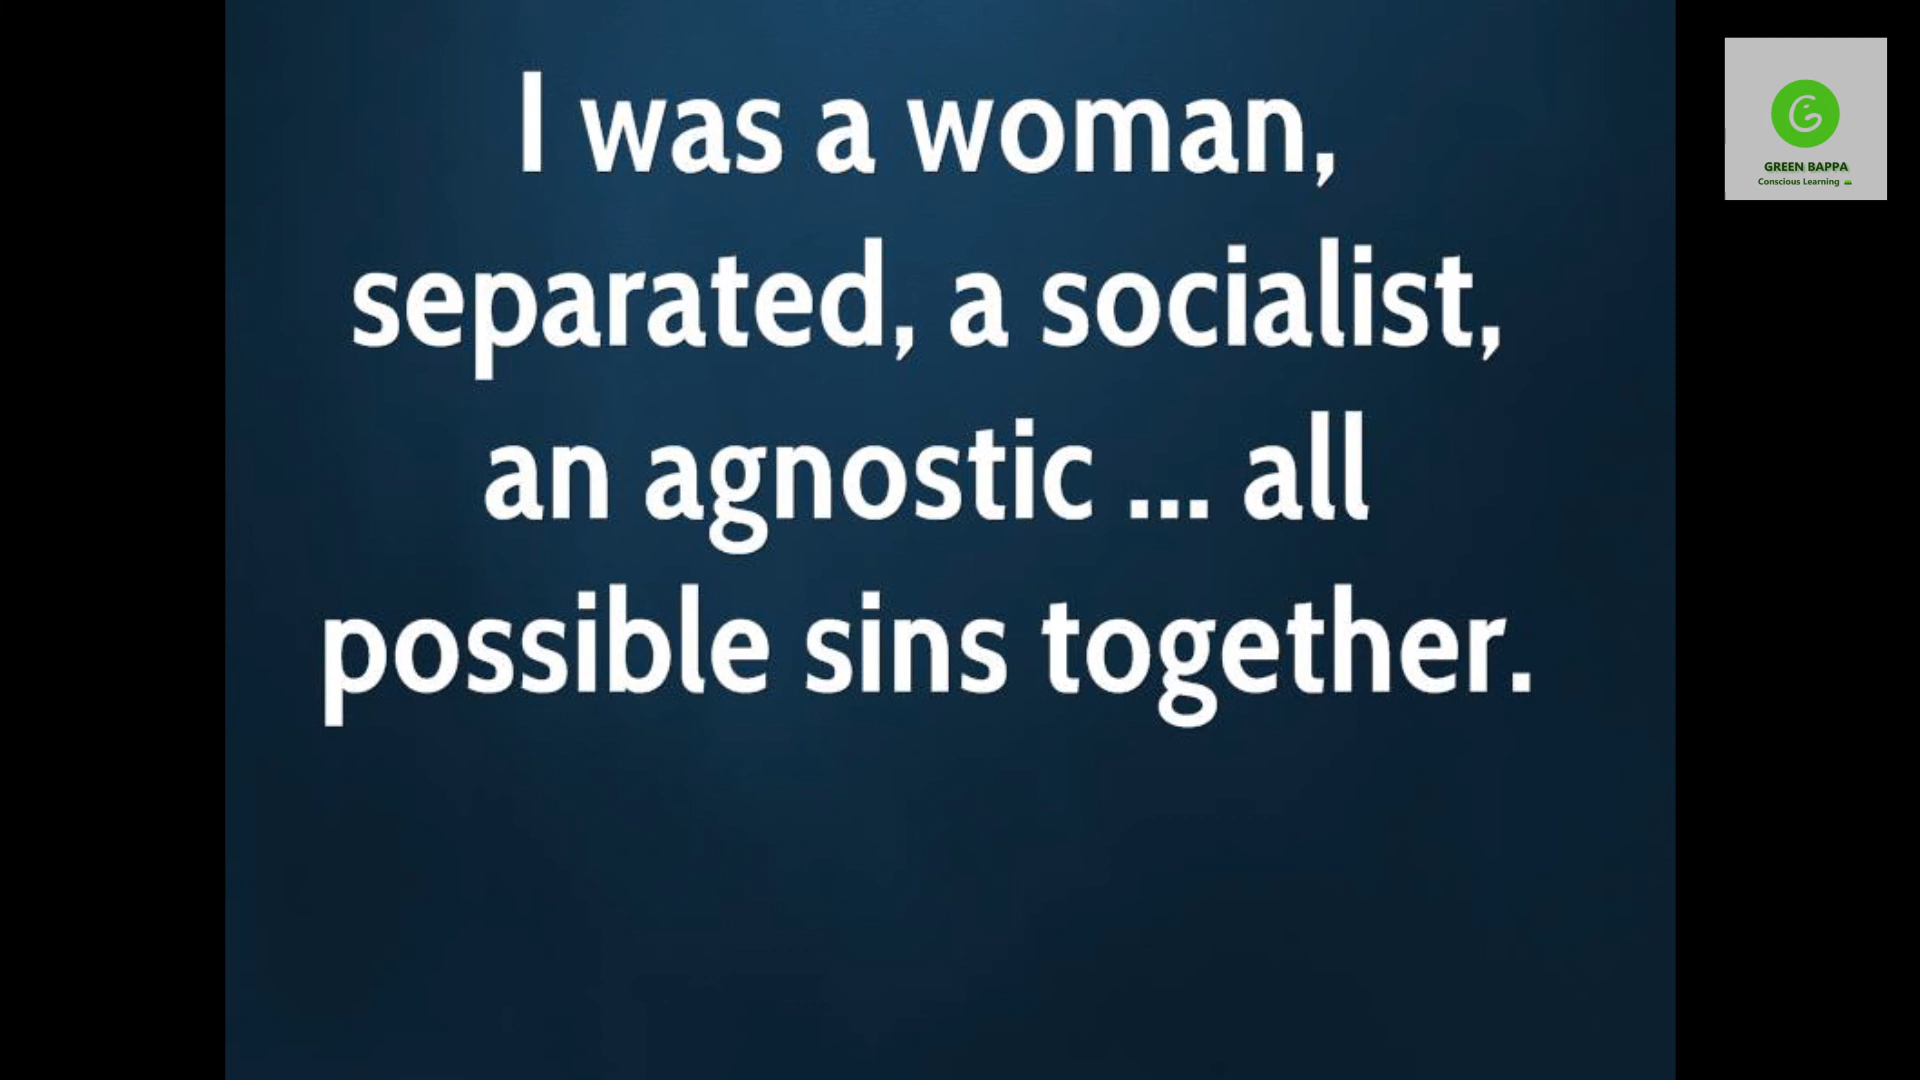 I was a woman,
separated, a socialist,
an agnostic ... all
possible sins together.
GREEN BAPPA
Conscious Learning